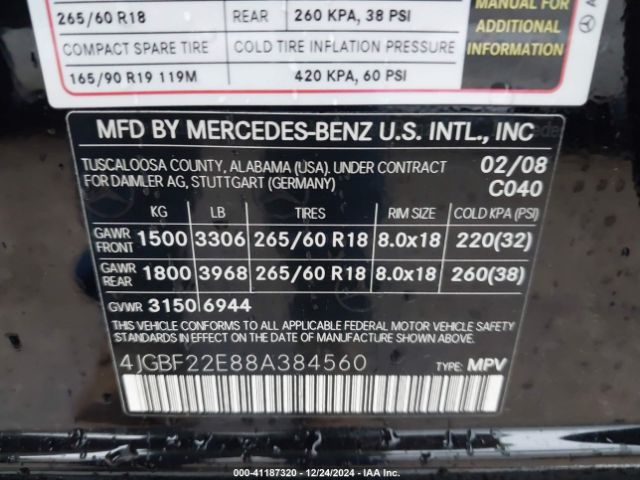 265/60 R18 REAR 260 KPA, 38 PSI
MANUAL FOR
ADDITIONAL
INFORMATION
COMPACT SPARE TIRE COLD TIRE INFLATION PRESSURE
165/90 R19 119M 420 KPA, 60 PSI
MFD BY MERCEDES-BENZ U.S. INTL., INC
TUSCALOOSA COUNTY, ALABAMA (USA). UNDER CONTRACT 02/08
FOR DAIMLER AG, STUTTGART (GERMANY) C040
KG LB TIRES RIM SIZE COLD KPA (PSI)
GAWR FRONT 1500 3306 265/60 R18 8.0x18 220(32)
GAWR REAR 1800 3968 265/60 R18 8.0x18 260(38)
GVWR 3150 6944
THIS VEHICLE CONFORMS TO ALL APPLICABLE FEDERAL MOTOR VEHICLE SAFETY
STANDARDS IN EFFECT ON THE DATE OF MANUFACTURE SHOWN ABOVE.
4JGBF22E88A384560 TYPE: MPV
000-41187320 - 12/24/2024 - IAA Inc.